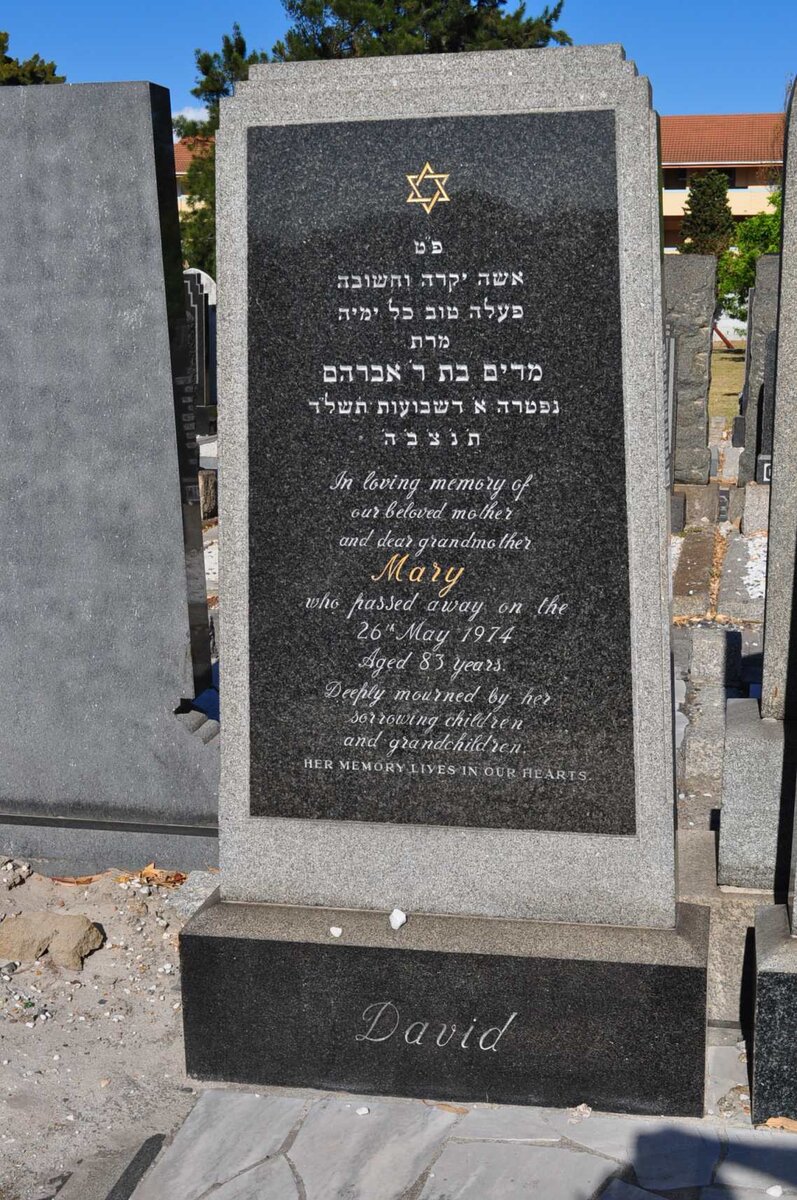 פ״ט
אשה יקרה וחשובה
פעלה טוב כל ימיה
מרת
מרים בת ר׳ אברהם
נפטרה א׳ דשבועות תשל״ד
ת׳ נ׳ צ׳ ב׳ ה׳
In loving memory of
our beloved mother
and dear grandmother
Mary
who passed away on the
26th May 1974
Aged 83 years.
Deeply mourned by her
sorrowing children
and grandchildren.
HER MEMORY LIVES IN OUR HEARTS.
David